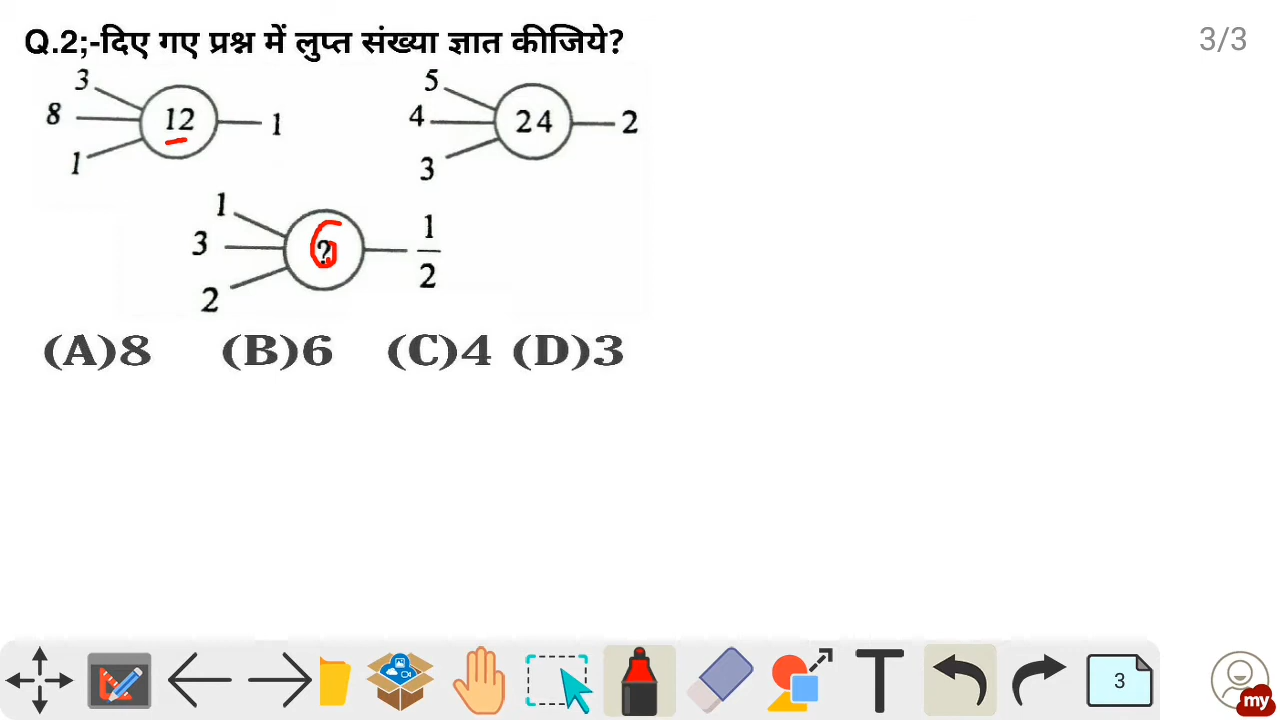 Q.2;-दिए गए प्रश्न में लुप्त संख्या ज्ञात कीजिये?
3/3
3
8 12 1
1
5
4 24 2
3
1
3 ? 6 1/2
2
(A)8 (B)6 (C)4 (D)3
T 3
my